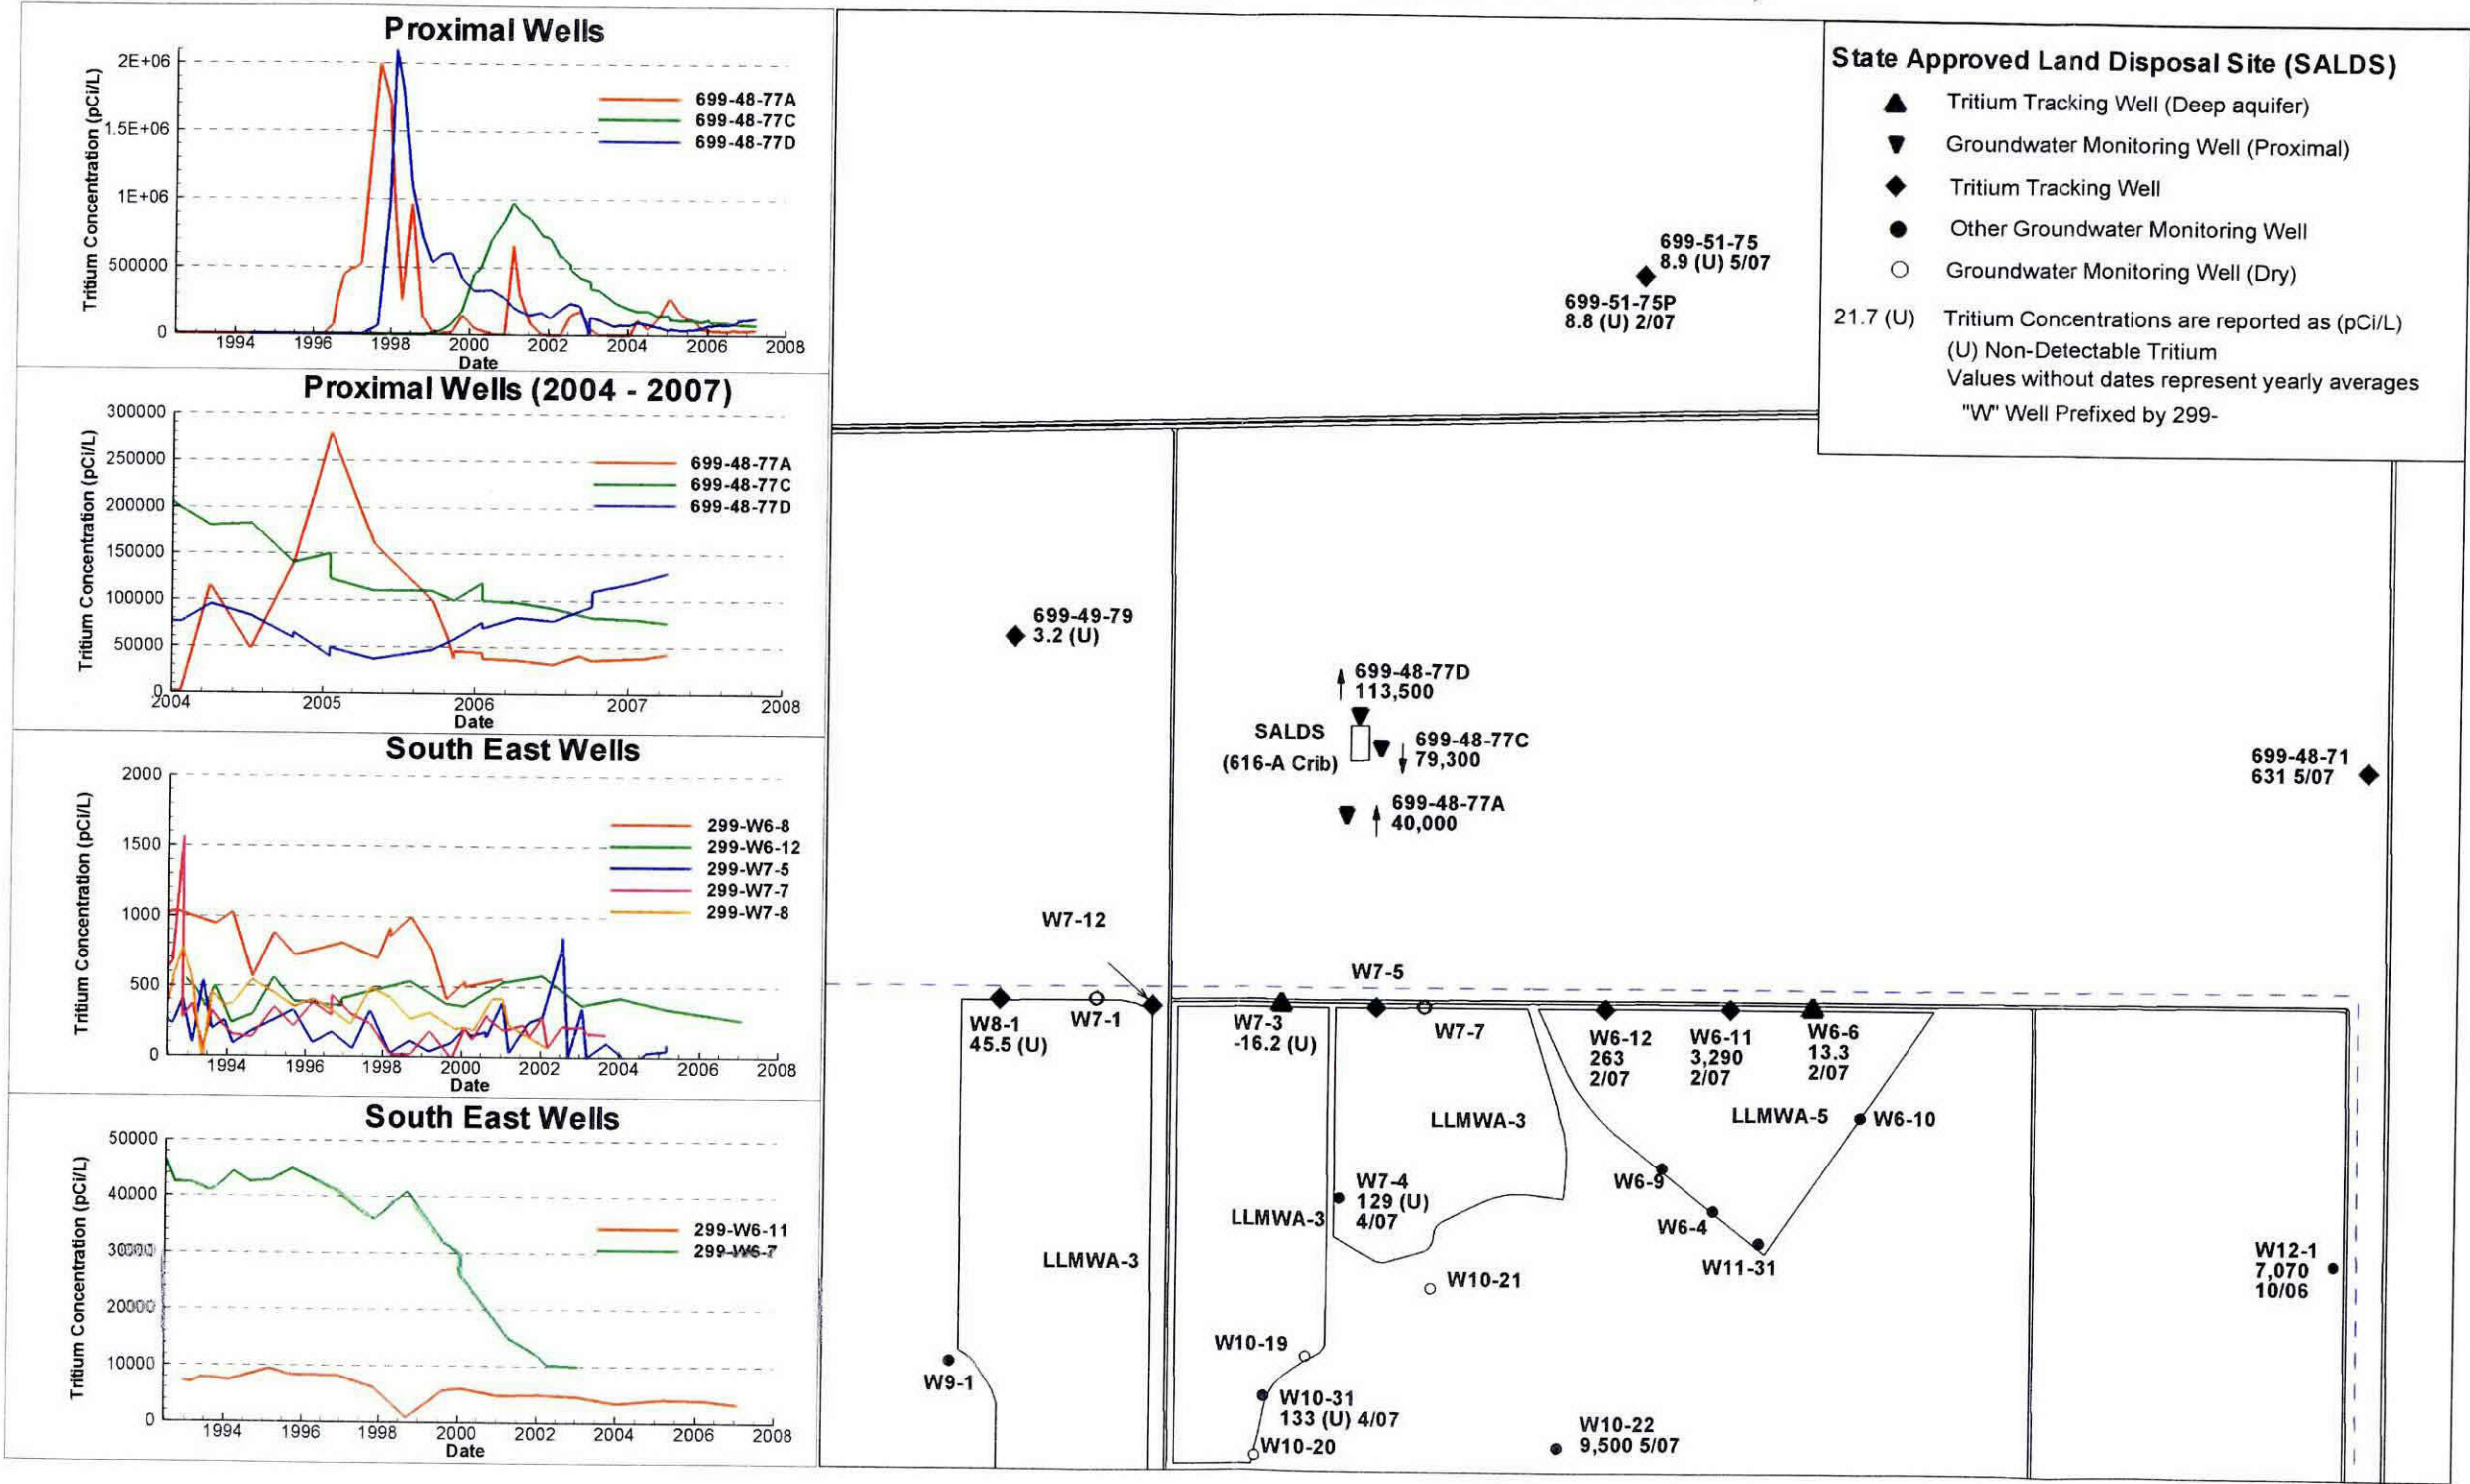 Proximal Wells
Tritium Concentration (pCi/L)
2E+06
1.5E+06
1E+06
500000
0
699-48-77A
699-48-77C
699-48-77D
1994 1996 1998 2000 2002 2004 2006 2008
Date
Proximal Wells (2004 - 2007)
Tritium Concentration (pCi/L)
300000
250000
200000
150000
100000
50000
0
699-48-77A
699-48-77C
699-48-77D
2004 2005 2006 2007 2008
Date
South East Wells
Tritium Concentration (pCi/L)
2000
1500
1000
500
0
299-W6-8
299-W6-12
299-W7-5
299-W7-7
299-W7-8
1994 1996 1998 2000 2002 2004 2006 2008
Date
South East Wells
Tritium Concentration (pCi/L)
50000
40000
30000
20000
10000
0
299-W6-11
299-W6-7
1994 1996 1998 2000 2002 2004 2006 2008
Date
State Approved Land Disposal Site (SALDS)
Tritium Tracking Well (Deep aquifer)
Groundwater Monitoring Well (Proximal)
Tritium Tracking Well
Other Groundwater Monitoring Well
Groundwater Monitoring Well (Dry)
21.7 (U) Tritium Concentrations are reported as (pCi/L)
(U) Non-Detectable Tritium
Values without dates represent yearly averages
"W" Well Prefixed by 299-
699-51-75
8.9 (U) 5/07
699-51-75P
8.8 (U) 2/07
699-49-79
3.2 (U)
699-48-77D
113,500
SALDS
(616-A Crib)
699-48-77C
79,300
699-48-77A
40,000
699-48-71
631 5/07
W7-12
W7-5
W8-1
45.5 (U)
W7-1
W7-3
-16.2 (U)
W7-7
W6-12
263
2/07
W6-11
3,290
2/07
W6-6
13.3
2/07
LLMWA-3
LLMWA-5
W6-10
W7-4
129 (U)
4/07
W6-9
LLMWA-3
W6-4
LLMWA-3
W11-31
W12-1
7,070
10/06
W10-21
W10-19
W9-1
W10-31
133 (U) 4/07
W10-20
W10-22
9,500 5/07